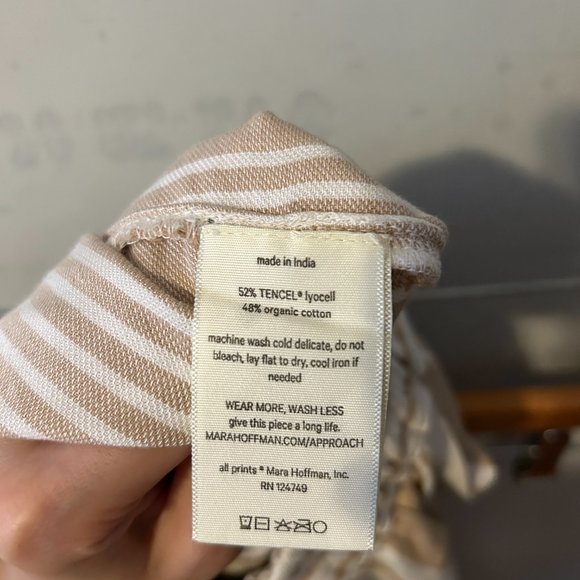 made in India
52% TENCEL® lyocell
48% organic cotton
machine wash cold delicate, do not
bleach, lay flat to dry, cool iron if
needed
WEAR MORE, WASH LESS
give this piece a long life.
MARAHOFFMAN.COM/APPROACH
all prints ® Mara Hoffman, Inc.
RN 124749